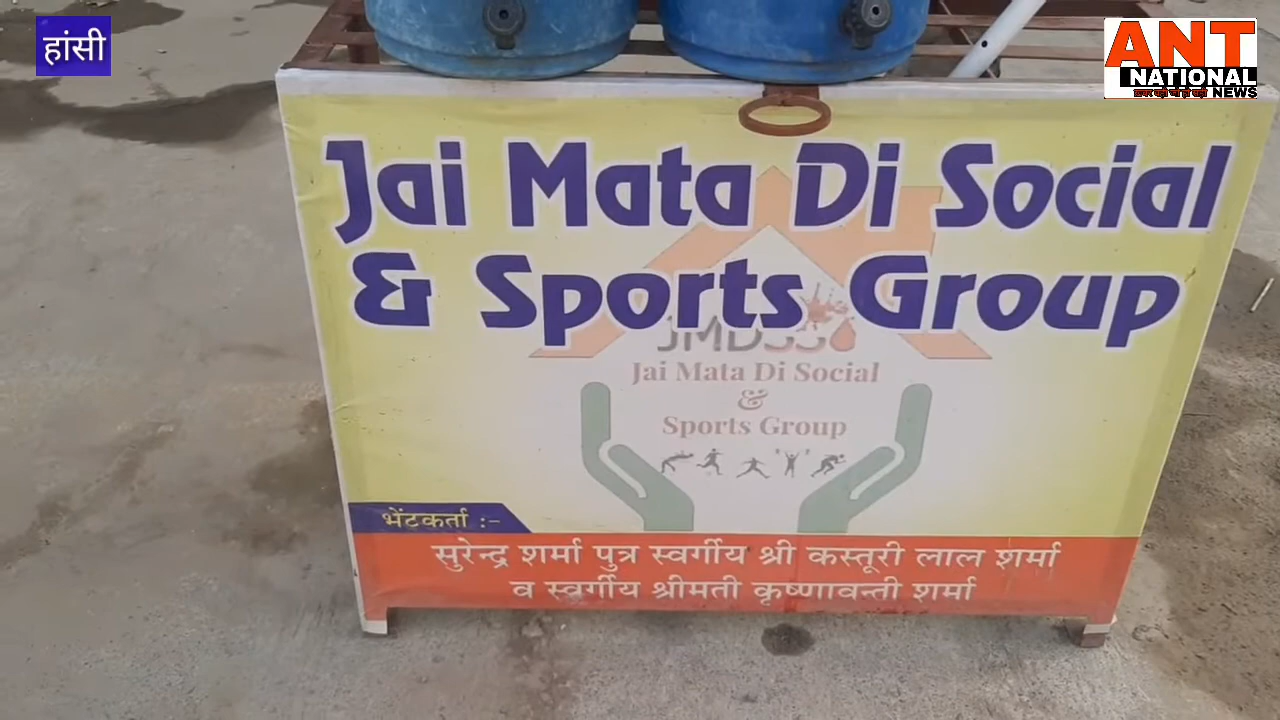 हांसी
ANT
NATIONAL
NEWS
Jai Mata Di Social
& Sports Group
Jai Mata Di Social
&
Sports Group
भेंटकर्ता :-
सुरेन्द्र शर्मा पुत्र स्वर्गीय श्री कस्तूरी लाल शर्मा
व स्वर्गीय श्रीमती कृष्णावन्ती शर्मा